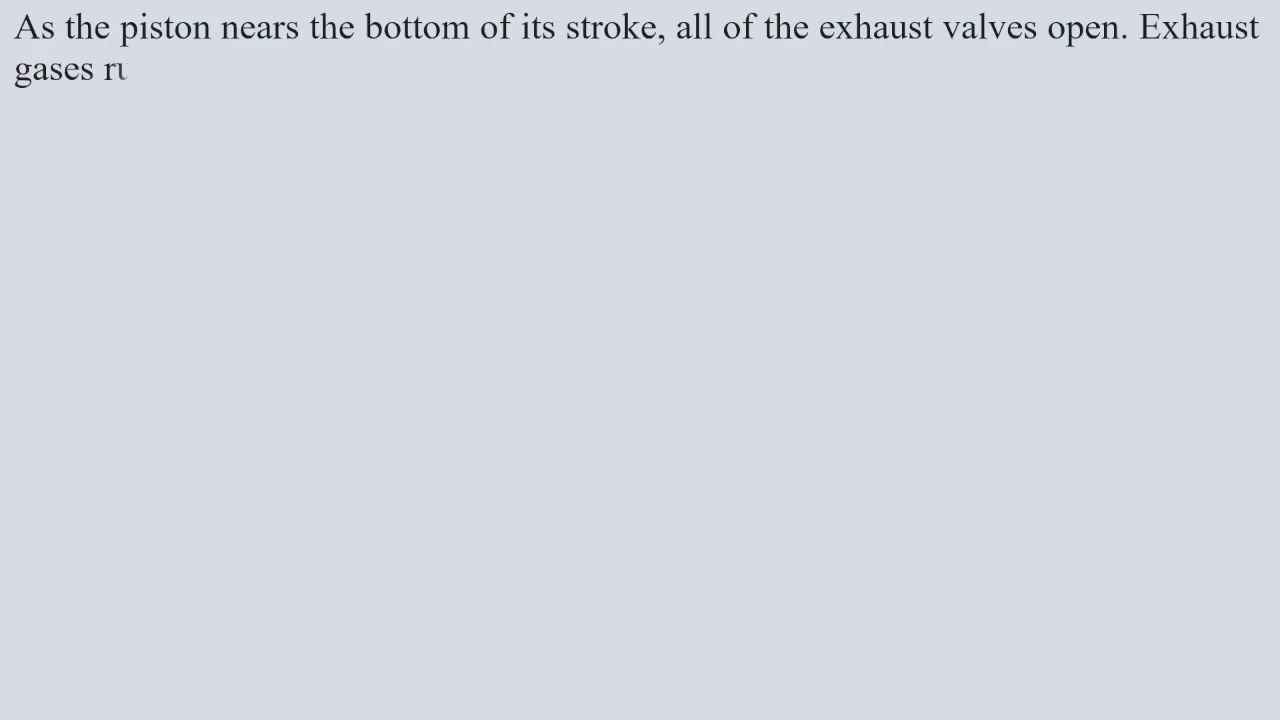 As the piston nears the bottom of its stroke, all of the exhaust valves open. Exhaust
gases